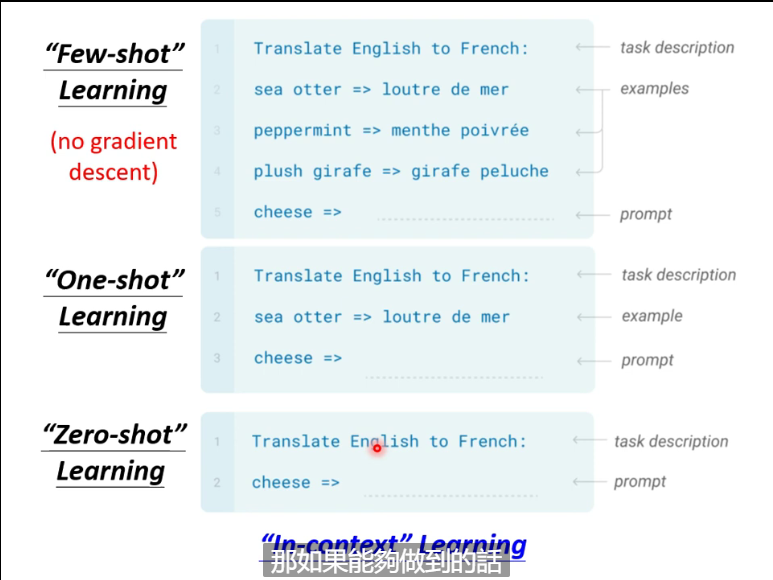 “Few-shot”
Learning
(no gradient
descent)
1 Translate English to French: task description
2 sea otter => loutre de mer examples
3 peppermint => menthe poivrée
4 plush girafe => girafe peluche
5 cheese => prompt
“One-shot”
Learning
1 Translate English to French: task description
2 sea otter => loutre de mer example
3 cheese => prompt
“Zero-shot”
Learning
1 Translate English to French: task description
2 cheese => prompt
“In-context” Learning
那如果能夠做到的話